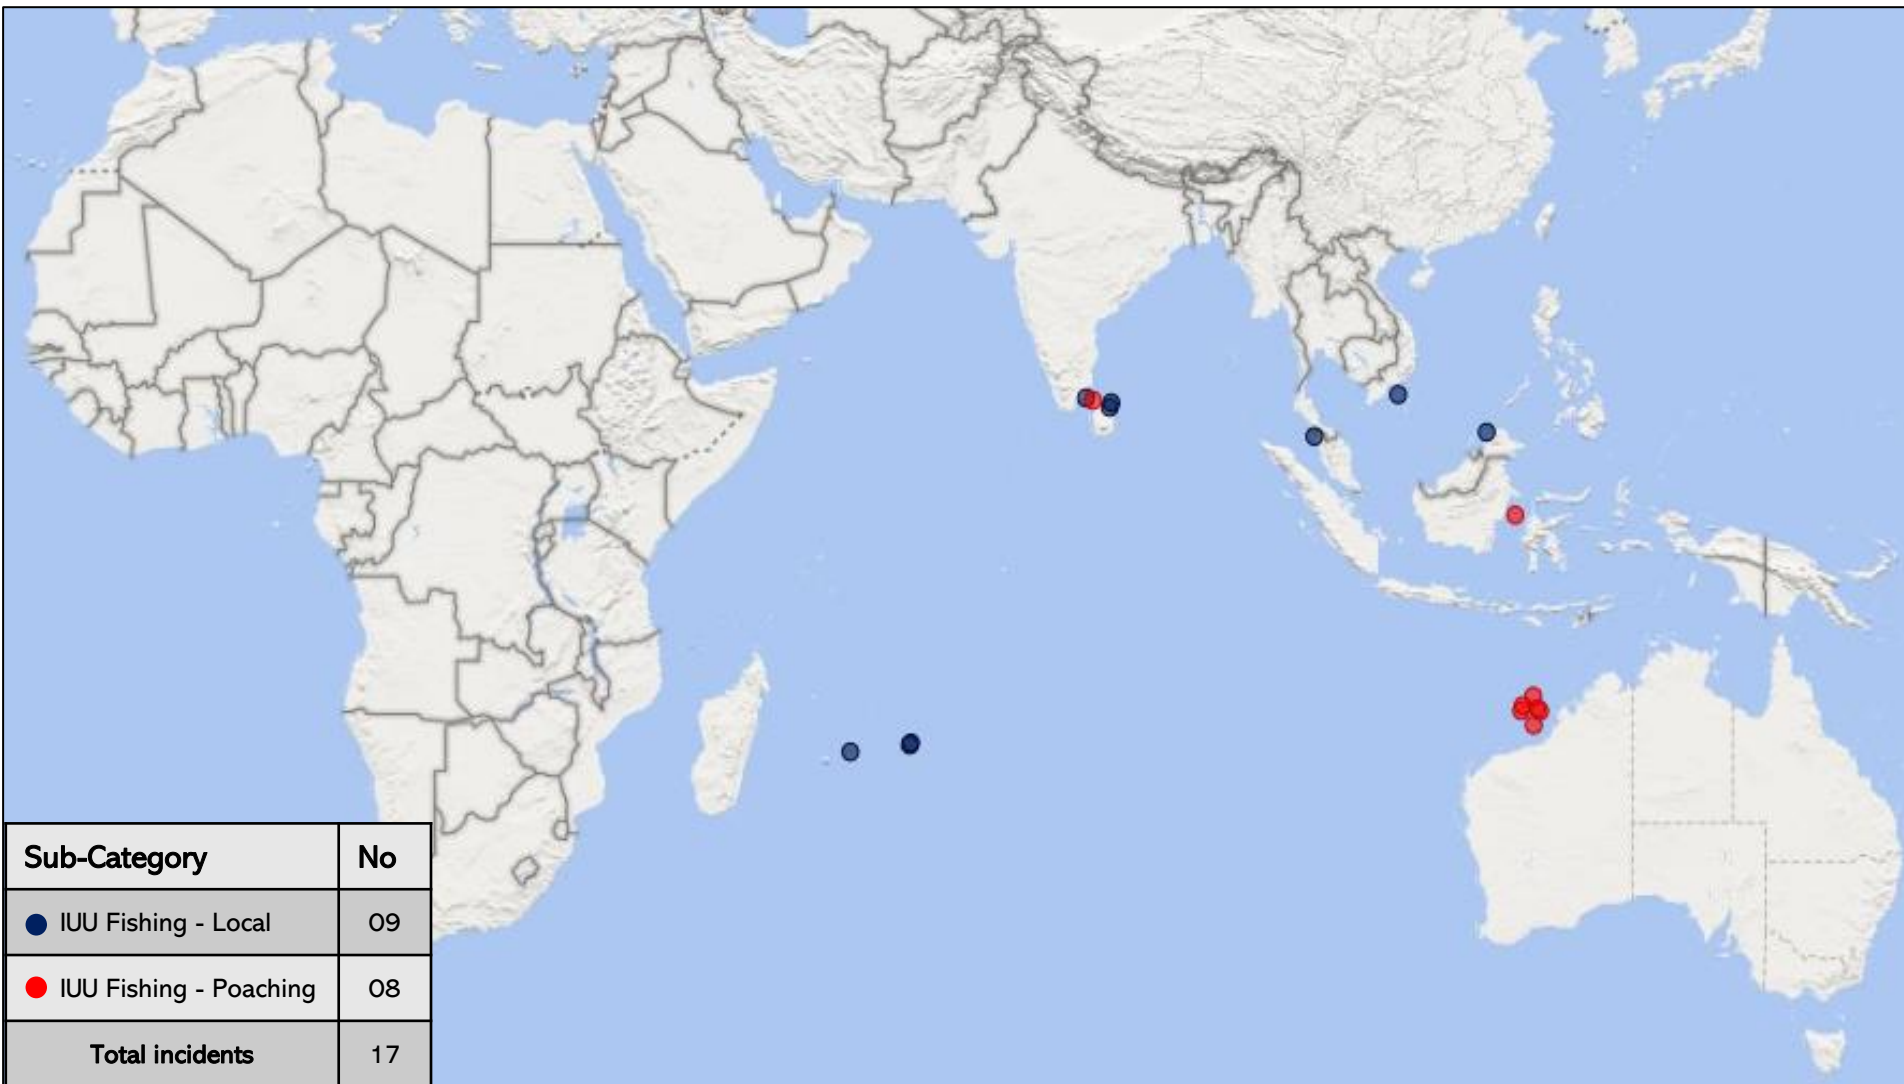 Sub-Category No
IUU Fishing - Local 09
IUU Fishing - Poaching 08
Total incidents 17